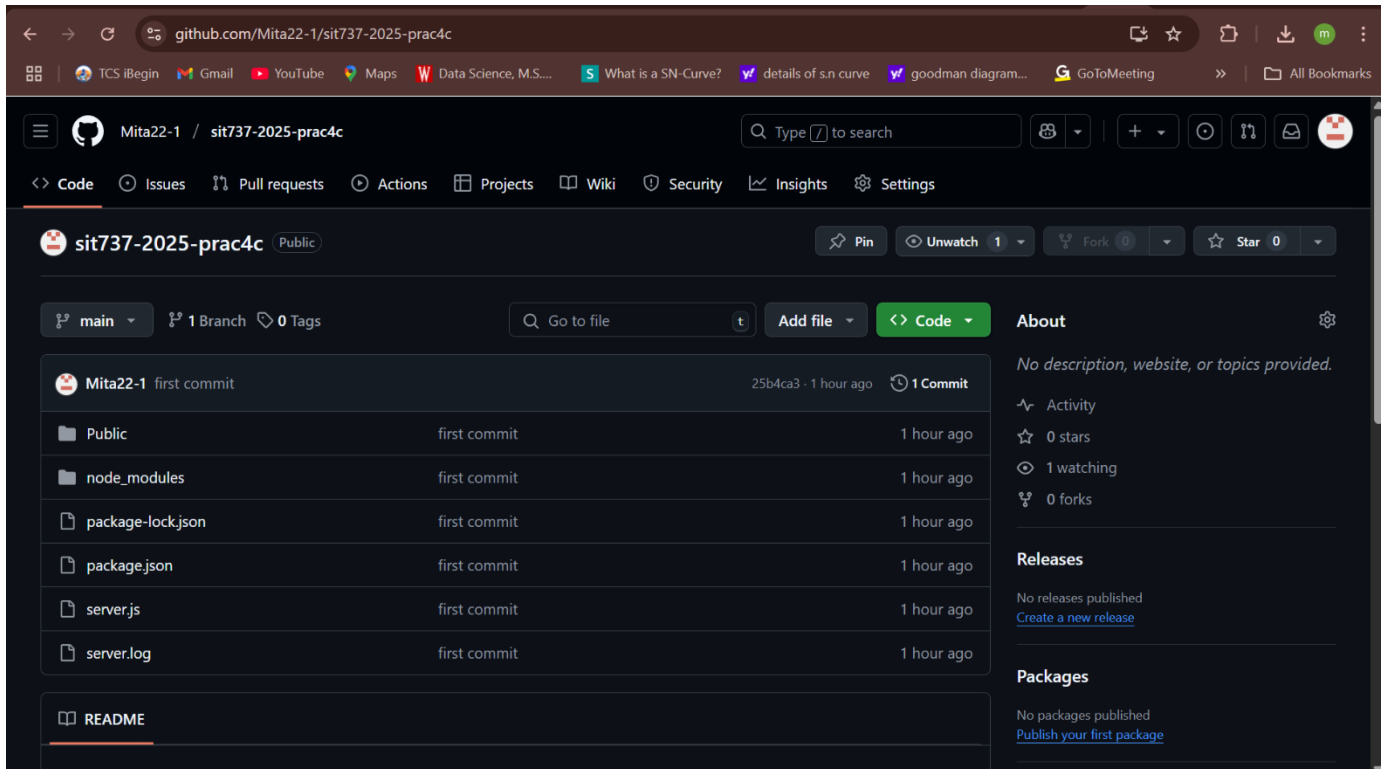 github.com/Mita22-1/sit737-2025-prac4c
m
TCS iBegin Gmail YouTube Maps Data Science, M.S.... What is a SN-Curve? details of s.n curve goodman diagram... GoToMeeting » All Bookmarks
Mita22-1 / sit737-2025-prac4c Type / to search
Code Issues Pull requests Actions Projects Wiki Security Insights Settings
sit737-2025-prac4c Public Pin Unwatch 1 Fork 0 Star 0
main 1 Branch 0 Tags Go to file t Add file Code
About
No description, website, or topics provided.
Mita22-1 first commit 25b4ca3 · 1 hour ago 1 Commit
Activity
Public first commit 1 hour ago
0 stars
1 watching
node_modules first commit 1 hour ago
0 forks
package-lock.json first commit 1 hour ago
package.json first commit 1 hour ago
Releases
No releases published
server.js first commit 1 hour ago
Create a new release
server.log first commit 1 hour ago
Packages
README
No packages published
Publish your first package